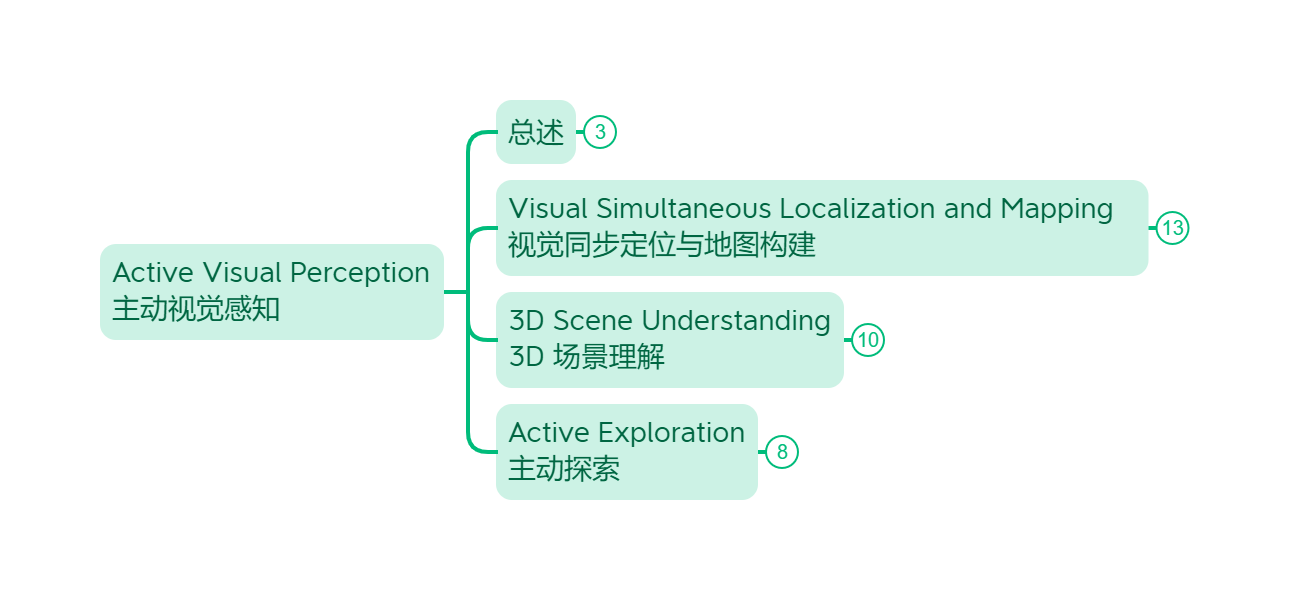 Active Visual Perception
主动视觉感知
总述
3
Visual Simultaneous Localization and Mapping
视觉同步定位与地图构建
13
3D Scene Understanding
3D 场景理解
10
Active Exploration
主动探索
8